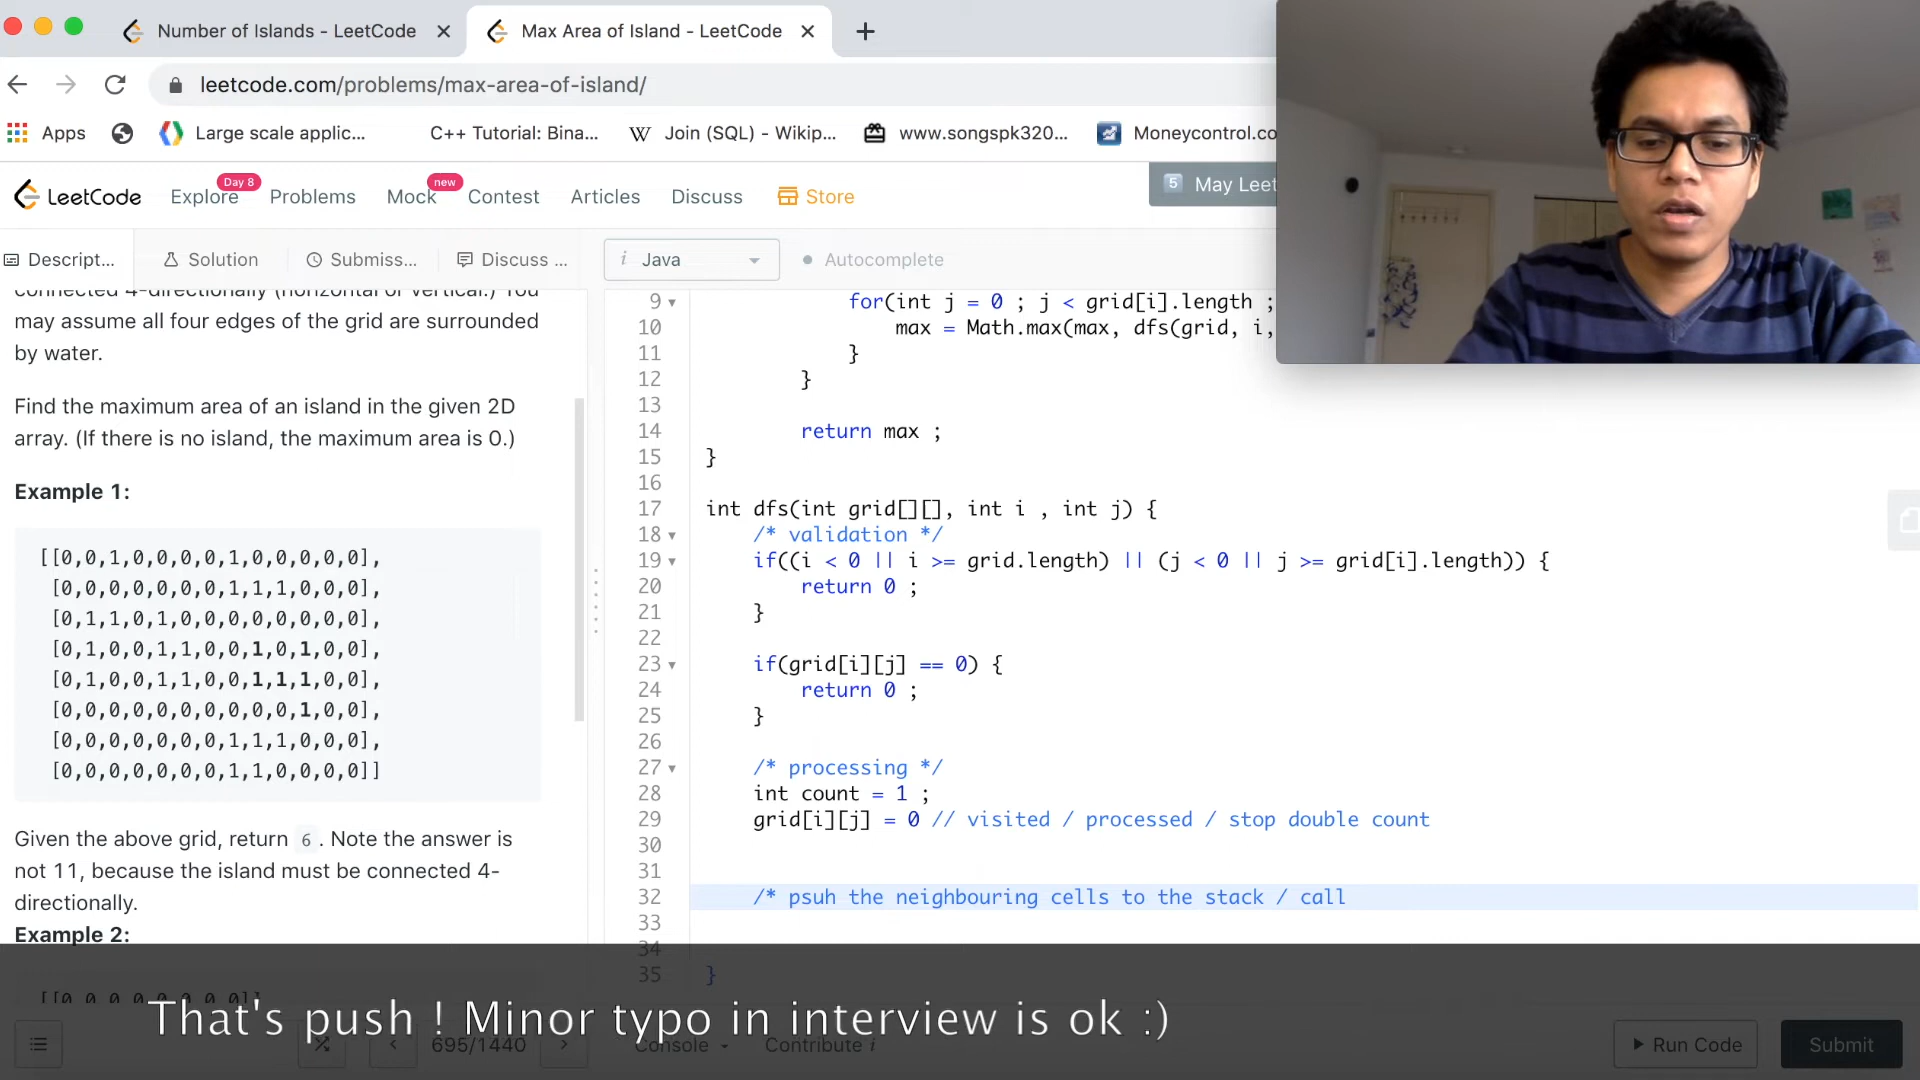 Number of Islands - LeetCode
Max Area of Island - LeetCode
leetcode.com/problems/max-area-of-island/
Apps
Large scale applic...
C++ Tutorial: Bina...
W Join (SQL) - Wikip...
www.songspk320...
Moneycontrol.co
LeetCode
Explore
Day 8
Problems
Mock
new
Contest
Articles
Discuss
Store
5 May Leet
Descript...
Solution
Submiss...
Discuss ...
i Java
Autocomplete
connected 4-directionally (horizontal or vertical.) You
may assume all four edges of the grid are surrounded
by water.
Find the maximum area of an island in the given 2D
array. (If there is no island, the maximum area is 0.)
Example 1:
[[0,0,1,0,0,0,0,1,0,0,0,0,0],
[0,0,0,0,0,0,0,1,1,1,0,0,0],
[0,1,1,0,1,0,0,0,0,0,0,0,0],
[0,1,0,0,1,1,0,0,1,0,1,0,0],
[0,1,0,0,1,1,0,0,1,1,1,0,0],
[0,0,0,0,0,0,0,0,0,0,1,0,0],
[0,0,0,0,0,0,0,1,1,1,0,0,0],
[0,0,0,0,0,0,0,1,1,0,0,0,0]]
Given the above grid, return 6. Note the answer is
not 11, because the island must be connected 4-
directionally.
Example 2:
[[0,0,0,0,0,0,0,0]]
9 for(int j = 0 ; j < grid[i].length ;
10 max = Math.max(max, dfs(grid, i,
11 }
12 }
13
14 return max ;
15 }
16
17 int dfs(int grid[][], int i , int j) {
18 /* validation */
19 if((i < 0 || i >= grid.length) || (j < 0 || j >= grid[i].length)) {
20 return 0 ;
21 }
22
23 if(grid[i][j] == 0) {
24 return 0 ;
25 }
26
27 /* processing */
28 int count = 1 ;
29 grid[i][j] = 0 // visited / processed / stop double count
30
31
32 /* psuh the neighbouring cells to the stack / call
33
34
35 }
That's push ! Minor typo in interview is ok :)
695/1440
Console
Contribute i
Run Code
Submit